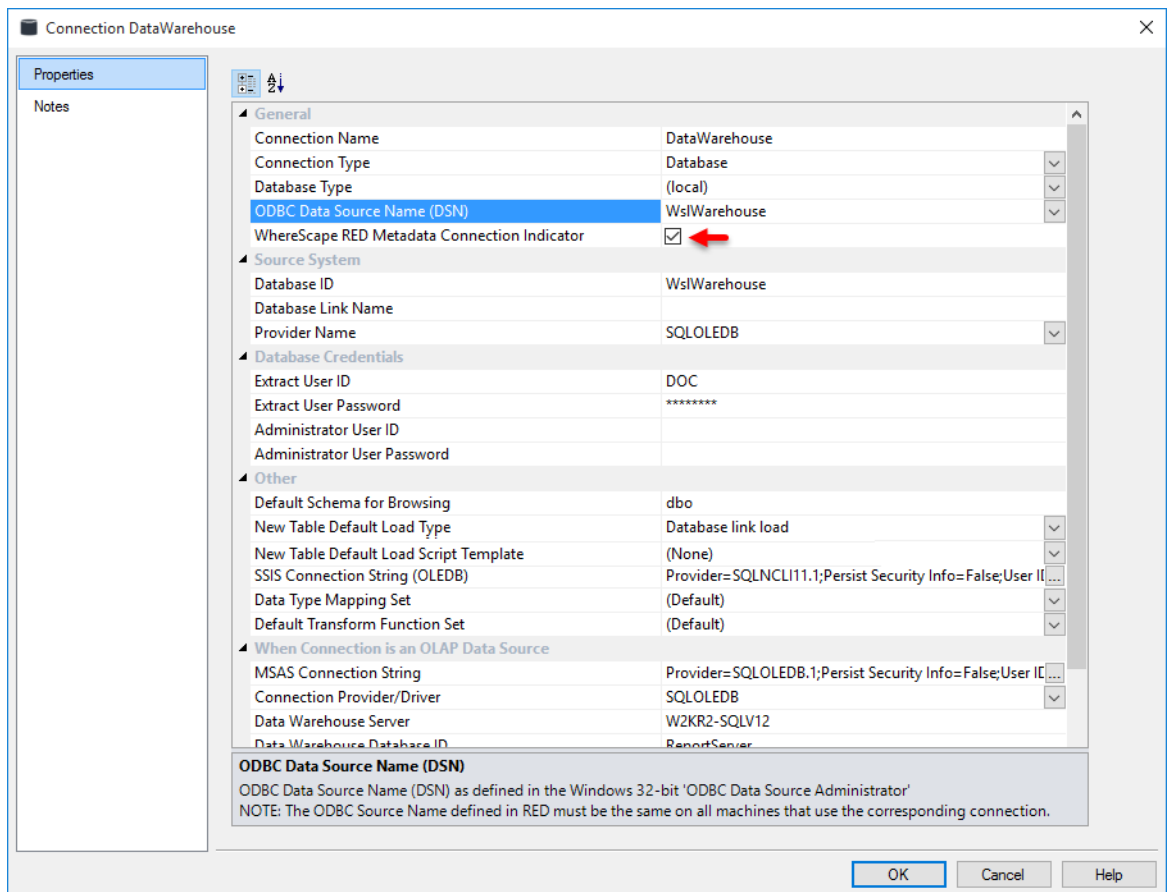 Connection DataWarehouse
Properties
Notes
General
Connection Name DataWarehouse
Connection Type Database
Database Type (local)
ODBC Data Source Name (DSN) WslWarehouse
WhereScape RED Metadata Connection Indicator
Source System
Database ID WslWarehouse
Database Link Name
Provider Name SQLOLEDB
Database Credentials
Extract User ID DOC
Extract User Password ********
Administrator User ID
Administrator User Password
Other
Default Schema for Browsing dbo
New Table Default Load Type Database link load
New Table Default Load Script Template (None)
SSIS Connection String (OLEDB) Provider=SQLNCLI11.1;Persist Security Info=False;User ID...
Data Type Mapping Set (Default)
Default Transform Function Set (Default)
When Connection is an OLAP Data Source
MSAS Connection String Provider=SQLOLEDB.1;Persist Security Info=False;User ID...
Connection Provider/Driver SQLOLEDB
Data Warehouse Server W2KR2-SQLV12
Data Warehouse Database ID ReportServer
ODBC Data Source Name (DSN)
ODBC Data Source Name (DSN) as defined in the Windows 32-bit 'ODBC Data Source Administrator'
NOTE: The ODBC Source Name defined in RED must be the same on all machines that use the corresponding connection.
OK Cancel Help